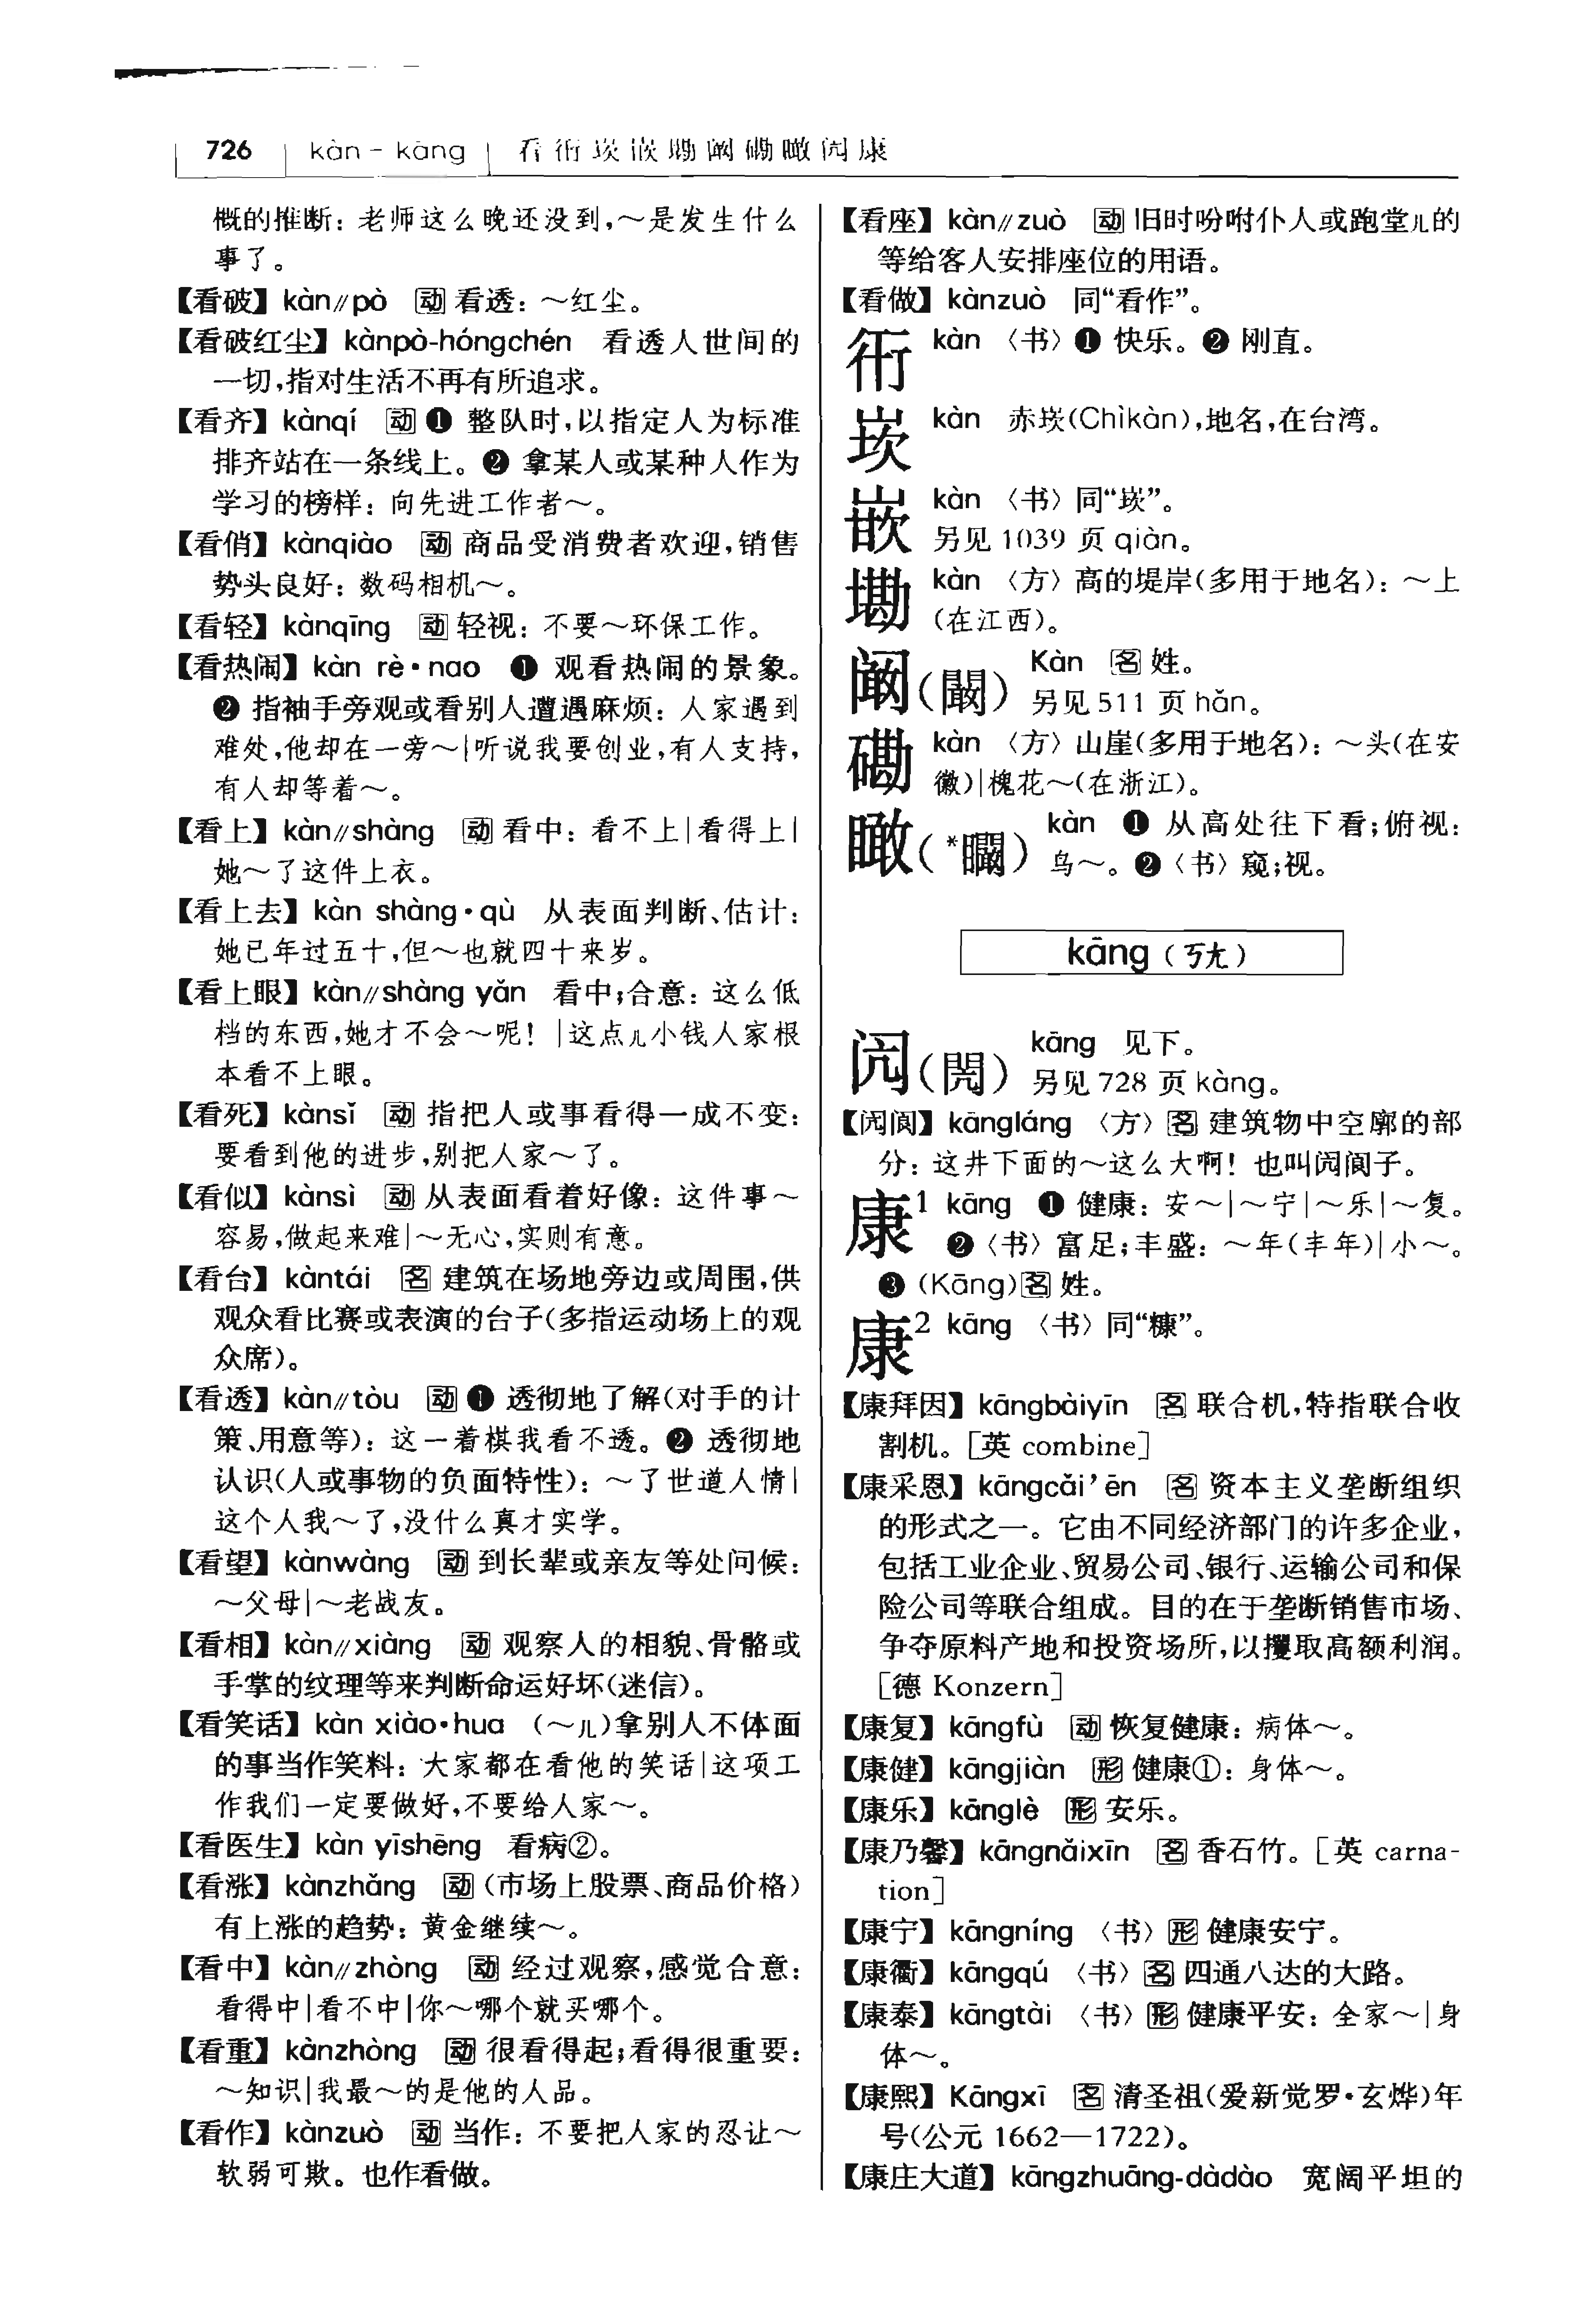 726 kàn – kāng 看衎崁嵌墈阚磡瞰闶康
概的推断：老师这么晚还没到，～是发生什么
事了。
【看破】kàn∥pò 动 看透：～红尘。
【看破红尘】kànpò-hóngchén 看透人世间的
一切，指对生活不再有所追求。
【看齐】kànqí 动 ❶ 整队时，以指定人为标准
排齐站在一条线上。❷ 拿某人或某种人作为
学习的榜样：向先进工作者～。
【看俏】kànqiào 动 商品受消费者欢迎，销售
势头良好：数码相机～。
【看轻】kànqīng 动 轻视：不要～环保工作。
【看热闹】kàn rè·nao ❶ 观看热闹的景象。
❷ 指袖手旁观或看别人遭遇麻烦：人家遇到
难处，他却在一旁～|听说我要创业，有人支持，
有人却等着～。
【看上】kàn∥shàng 动 看中：看不上|看得上|
她～了这件上衣。
【看上去】kàn shàng·qù 从表面判断、估计：
她已年过五十，但～也就四十来岁。
【看上眼】kàn∥shàng yǎn 看中；合意：这么低
档的东西，她才不会～呢！|这点儿小钱人家根
本看不上眼。
【看死】kànsǐ 动 指把人或事看得一成不变：
要看到他的进步，别把人家～了。
【看似】kànsì 动 从表面看着好像：这件事～
容易，做起来难|～无心，实则有意。
【看台】kàntái 名 建筑在场地旁边或周围，供
观众看比赛或表演的台子（多指运动场上的观
众席）。
【看透】kàn∥tòu 动 ❶ 透彻地了解（对手的计
策、用意等）：这一着棋我看不透。❷ 透彻地
认识（人或事物的负面特性）：～了世道人情|
这个人我～了，没什么真才实学。
【看望】kànwàng 动 到长辈或亲友等处问候：
～父母|～老战友。
【看相】kàn∥xiàng 动 观察人的相貌、骨骼或
手掌的纹理等来判断命运好坏（迷信）。
【看笑话】kàn xiào·hua （～儿）拿别人不体面
的事当作笑料：大家都在看他的笑话|这项工
作我们一定要做好，不要给人家～。
【看医生】kàn yīshēng 看病②。
【看涨】kànzhǎng 动（市场上股票、商品价格）
有上涨的趋势：黄金继续～。
【看中】kàn∥zhòng 动 经过观察，感觉合意：
看得中|看不中|你～哪个就买哪个。
【看重】kànzhòng 动 很看得起；看得很重要：
～知识|我最～的是他的人品。
【看作】kànzuò 动 当作：不要把人家的忍让～
软弱可欺。也作看做。
【看座】kàn∥zuò 动 旧时吩咐仆人或跑堂儿的
等给客人安排座位的用语。
【看做】kànzuò 同“看作”。
衎 kàn 〈书〉❶ 快乐。❷ 刚直。
崁 kàn 赤崁（Chìkàn），地名，在台湾。
嵌 kàn 〈书〉同“崁”。
另见 1039 页 qiàn。
墈 kàn 〈方〉高的堤岸（多用于地名）：～上
（在江西）。
阚（闞） Kàn 名 姓。
另见 511 页 hǎn。
磡 kàn 〈方〉山崖（多用于地名）：～头（在安
徽）|槐花～（在浙江）。
瞰（*矙） kàn ❶ 从高处往下看；俯视：
鸟～。❷〈书〉窥；视。
kāng（ㄎㄤ）
闶（閌） kāng 见下。
另见 728 页 kàng。
【闶阆】kāngláng 〈方〉名 建筑物中空廓的部
分：这井下面的～这么大啊！也叫闶阆子。
康1 kāng ❶ 健康：安～|～宁|～乐|～复。
❷〈书〉富足；丰盛：～年（丰年）|小～。
❸（Kāng）名 姓。
康2 kāng 〈书〉同“糠”。
【康拜因】kāngbàiyīn 名 联合机，特指联合收
割机。［英 combine］
【康采恩】kāngcǎi’ēn 名 资本主义垄断组织
的形式之一。它由不同经济部门的许多企业，
包括工业企业、贸易公司、银行、运输公司和保
险公司等联合组成。目的在于垄断销售市场、
争夺原料产地和投资场所，以攫取高额利润。
［德 Konzern］
【康复】kāngfù 动 恢复健康：病体～。
【康健】kāngjiàn 形 健康①：身体～。
【康乐】kānglè 形 安乐。
【康乃馨】kāngnǎixīn 名 香石竹。［英 carna-
tion］
【康宁】kāngníng 〈书〉形 健康安宁。
【康衢】kāngqú 〈书〉名 四通八达的大路。
【康泰】kāngtài 〈书〉形 健康平安：全家～|身
体～。
【康熙】Kāngxī 名 清圣祖（爱新觉罗·玄烨）年
号（公元 1662—1722）。
【康庄大道】kāngzhuāng-dàdào 宽阔平坦的